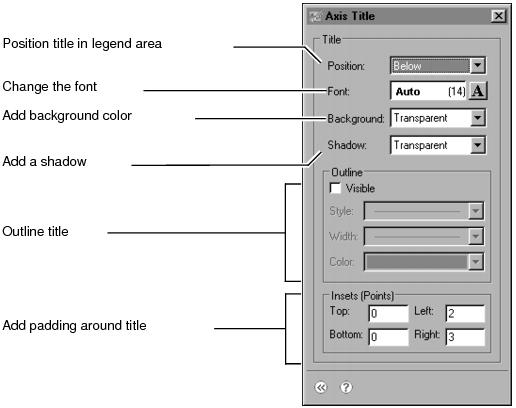 Axis Title
Title
Position title in legend area
Position: Below
Change the font
Font: Auto (14) A
Add background color
Background: Transparent
Add a shadow
Shadow: Transparent
Outline
Visible
Style:
Outline title
Width:
Color:
Insets (Points)
Top: 0 Left: 2
Add padding around title
Bottom: 0 Right: 3
?